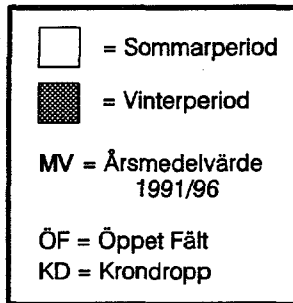 = Sommarperiod
= Vinterperiod
MV = Årsmedelvärde
1991/96
ÖF = Öppet Fält
KD = Krondropp